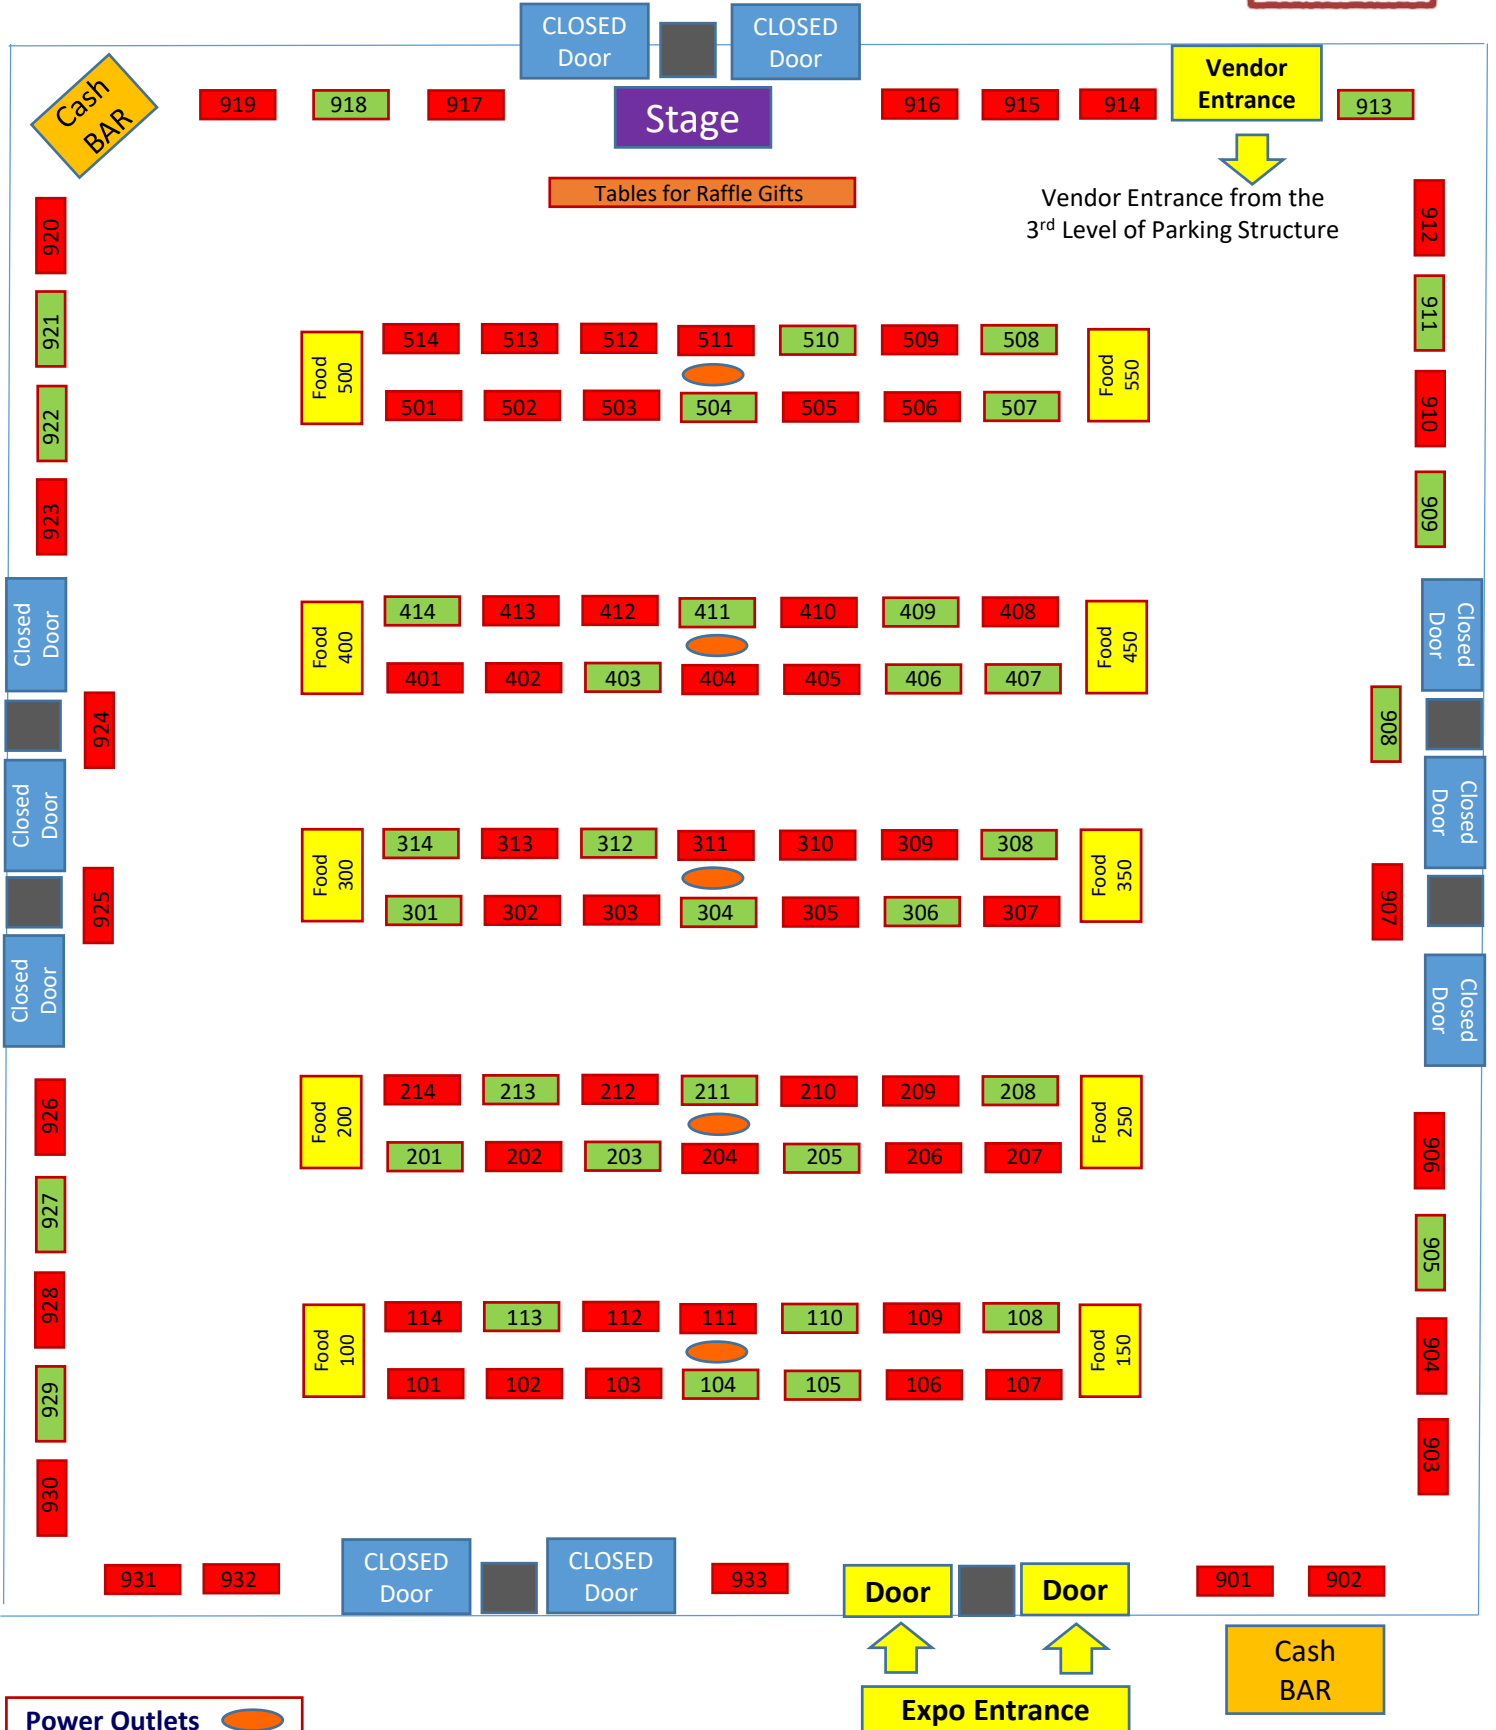 CLOSED
Door
CLOSED
Door
Vendor
Entrance
Cash
BAR
919
918
917
Stage
916
915
914
913
Tables for Raffle Gifts
Vendor Entrance from the
3rd Level of Parking Structure
920
912
921
911
922
910
923
909
514
513
512
511
510
509
508
Food
500
Food
550
501
502
503
504
505
506
507
Closed
Door
Closed
Door
414
413
412
411
410
409
408
Food
400
Food
450
401
402
403
404
405
406
407
924
908
Closed
Door
Closed
Door
314
313
312
311
310
309
308
Food
300
Food
350
301
302
303
304
305
306
307
925
907
Closed
Door
Closed
Door
214
213
212
211
210
209
208
Food
200
Food
250
201
202
203
204
205
206
207
926
906
927
905
928
904
929
903
930
114
113
112
111
110
109
108
Food
100
Food
150
101
102
103
104
105
106
107
931
932
CLOSED
Door
CLOSED
Door
933
Door
Door
901
902
Cash
BAR
Expo Entrance
Power Outlets